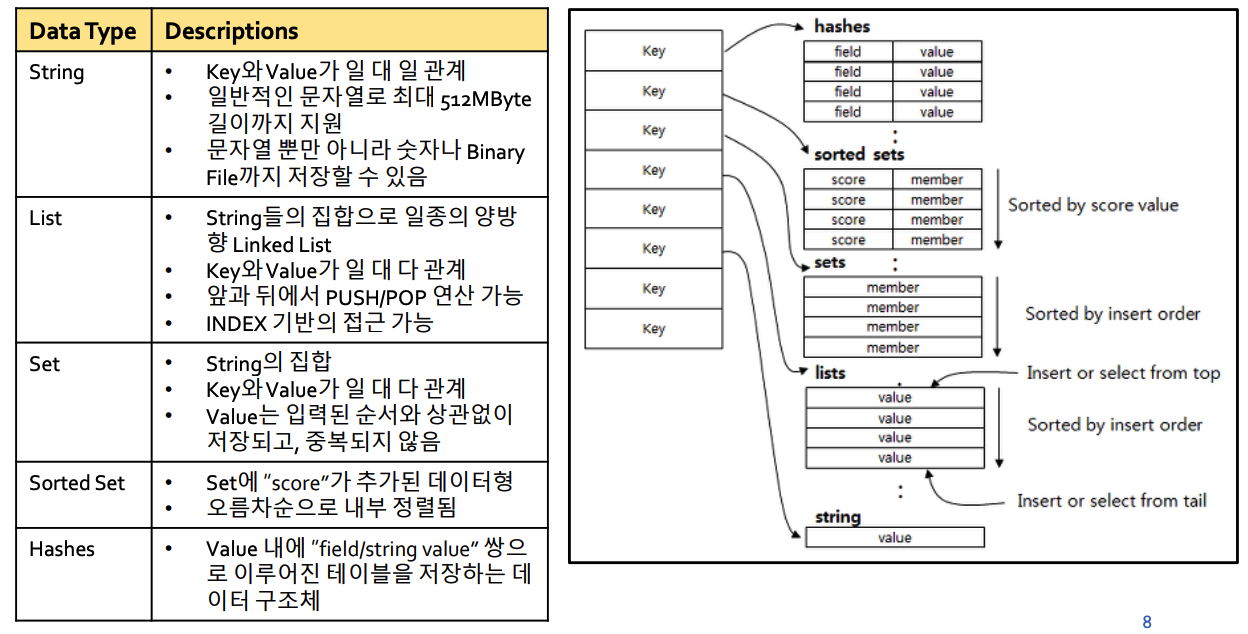 Data Type Descriptions
String
• Key와 Value가 일 대 일 관계
• 일반적인 문자열로 최대 512MByte
길이까지 지원
• 문자열 뿐만 아니라 숫자나 Binary
File까지 저장할 수 있음
List
• String들의 집합으로 일종의 양방
향 Linked List
• Key와 Value가 일 대 다 관계
• 앞과 뒤에서 PUSH/POP 연산 가능
• INDEX 기반의 접근 가능
Set
• String의 집합
• Key와 Value가 일 대 다 관계
• Value는 입력된 순서와 상관없이
저장되고, 중복되지 않음
Sorted Set
• Set에 "score"가 추가된 데이터형
• 오름차순으로 내부 정렬됨
Hashes
• Value 내에 "field/string value" 쌍으
로 이루어진 테이블을 저장하는 데
이터 구조체
Key
Key
Key
Key
Key
Key
Key
Key
hashes
field value
field value
field value
field value
:
sorted sets
score member
score member
score member
score member
Sorted by score value
:
sets
member
member
member
member
Sorted by insert order
lists
Insert or select from top
value
value
value
value
Sorted by insert order
:
Insert or select from tail
string
value
8